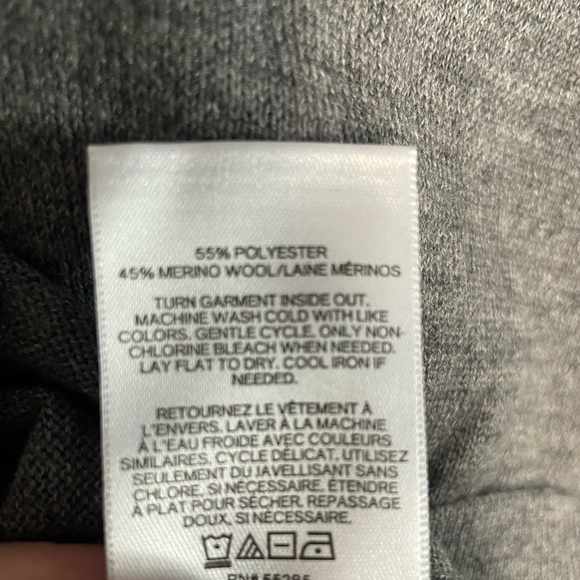 55% POLYESTER
45% MERINO WOOL/LAINE MÉRINOS
TURN GARMENT INSIDE OUT.
MACHINE WASH COLD WITH LIKE
COLORS. GENTLE CYCLE. ONLY NON-
CHLORINE BLEACH WHEN NEEDED.
LAY FLAT TO DRY. COOL IRON IF
NEEDED.
RETOURNEZ LE VÊTEMENT À
L'ENVERS. LAVER À LA MACHINE
À L'EAU FROIDE AVEC COULEURS
SIMILAIRES. CYCLE DÉLICAT. UTILISEZ
SEULEMENT DU JAVELLISANT SANS
CHLORE, SI NÉCESSAIRE. ÉTENDRE
À PLAT POUR SÉCHER. REPASSAGE
DOUX, SI NÉCESSAIRE.
RN# 55285